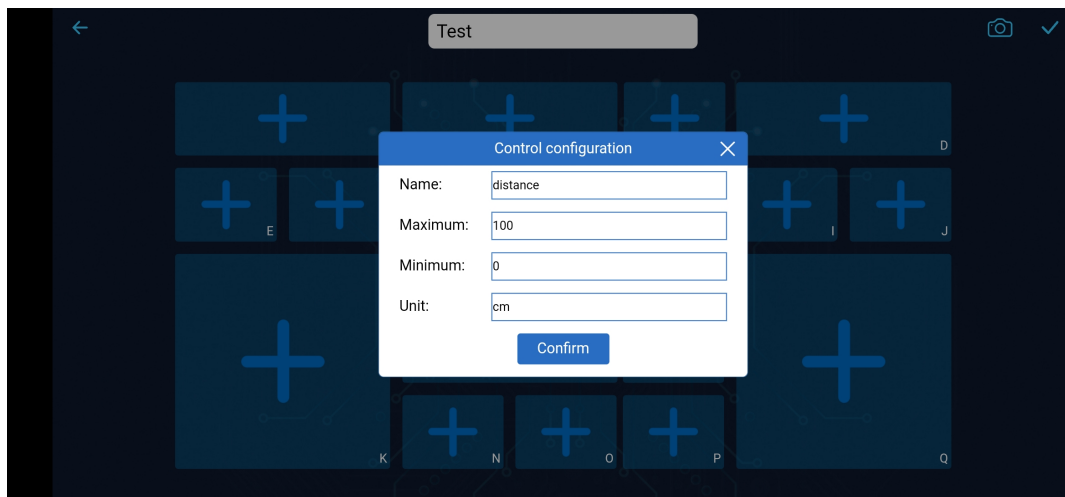 Test
D
Control configuration
Name:
distance
Maximum:
100
Minimum:
0
Unit:
cm
Confirm
E
I
J
K
N
O
P
Q